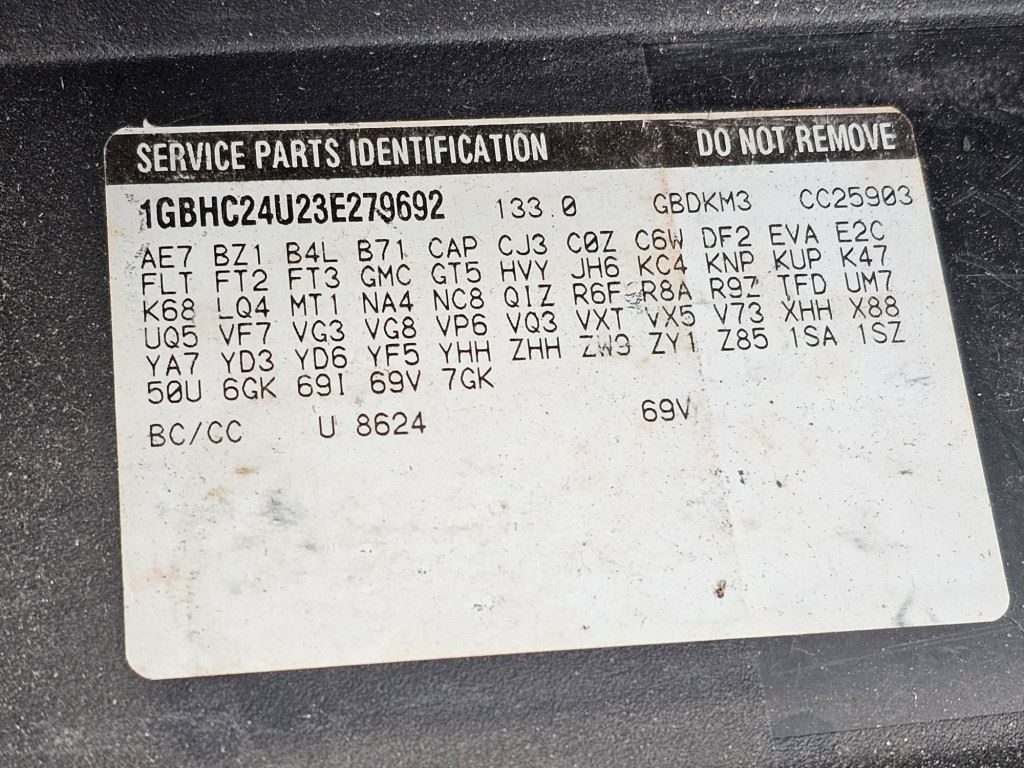 SERVICE PARTS IDENTIFICATION DO NOT REMOVE
1GBHC24U23E279692 133.0 GBDKM3 CC25903
AE7 BZ1 B4L B71 CAP CJ3 C0Z C6W DF2 EVA E2C
FLT FT2 FT3 GMC GT5 HVY JH6 KC4 KNP KUP K47
K68 LQ4 MT1 NA4 NC8 QIZ R6F R8A R9Z TFD UM7
UQ5 VF7 VG3 VG8 VP6 VQ3 VXT VX5 V73 XHH X88
YA7 YD3 YD6 YF5 YHH ZHH ZW3 ZY1 Z85 1SA 1SZ
50U 6GK 69I 69V 7GK
BC/CC U 8624 69V